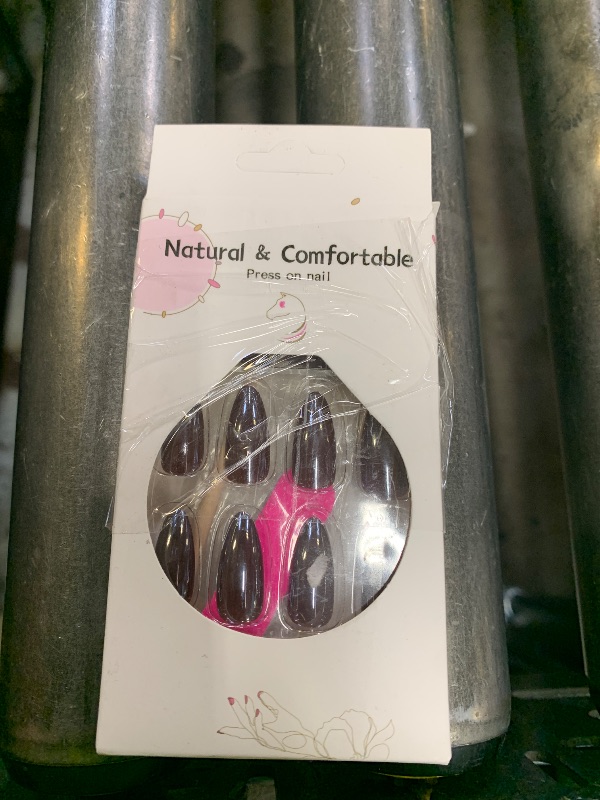 Natural & Comfortable
Press on nail